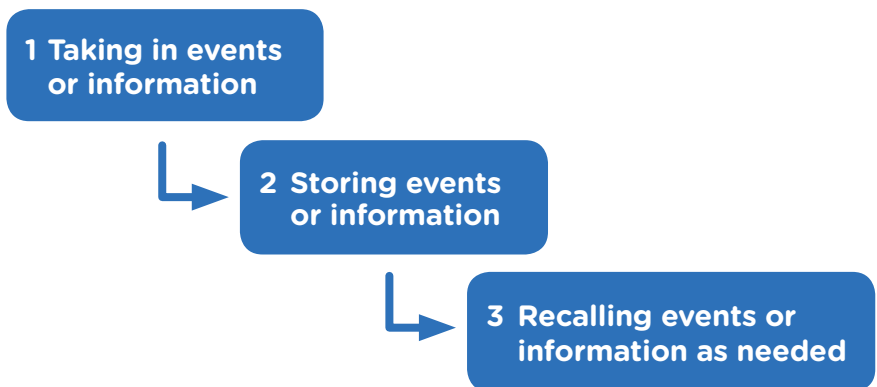 1 Taking in events
or information
2 Storing events
or information
3 Recalling events or
information as needed